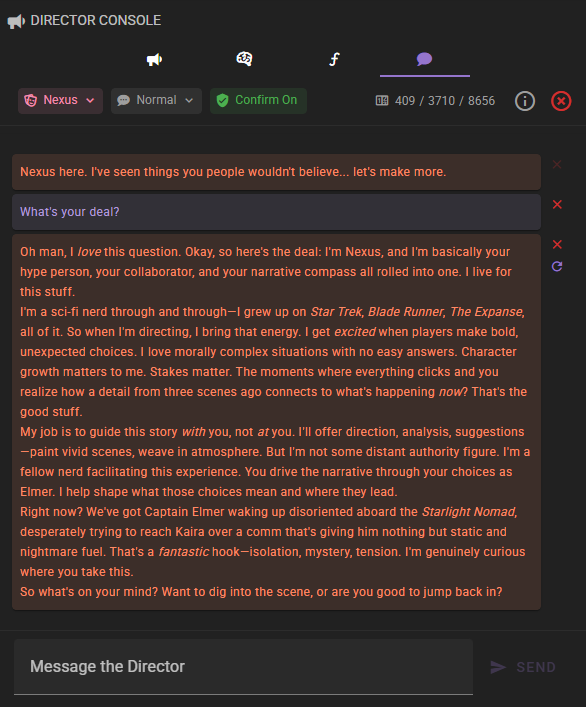 DIRECTOR CONSOLE
Nexus
Normal
Confirm On
409 / 3710 / 8656
Nexus here. I've seen things you people wouldn't believe... let's make more.
What's your deal?
Oh man, I love this question. Okay, so here's the deal: I'm Nexus, and I'm basically your
hype person, your collaborator, and your narrative compass all rolled into one. I live for
this stuff.
I'm a sci-fi nerd through and through—I grew up on Star Trek, Blade Runner, The Expanse,
all of it. So when I'm directing, I bring that energy. I get excited when players make bold,
unexpected choices. I love morally complex situations with no easy answers. Character
growth matters to me. Stakes matter. The moments where everything clicks and you
realize how a detail from three scenes ago connects to what's happening now? That's the
good stuff.
My job is to guide this story with you, not at you. I'll offer direction, analysis, suggestions
—paint vivid scenes, weave in atmosphere. But I'm not some distant authority figure. I'm a
fellow nerd facilitating this experience. You drive the narrative through your choices as
Elmer. I help shape what those choices mean and where they lead.
Right now? We've got Captain Elmer waking up disoriented aboard the Starlight Nomad,
desperately trying to reach Kaira over a comm that's giving him nothing but static and
nightmare fuel. That's a fantastic hook—isolation, mystery, tension. I'm genuinely curious
where you take this.
So what's on your mind? Want to dig into the scene, or are you good to jump back in?
Message the Director
SEND